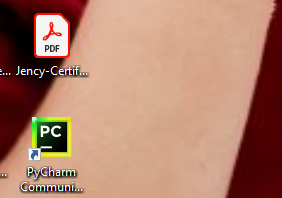 PDF
e... Jency-Certif...
PC
... PyCharm
Communi...